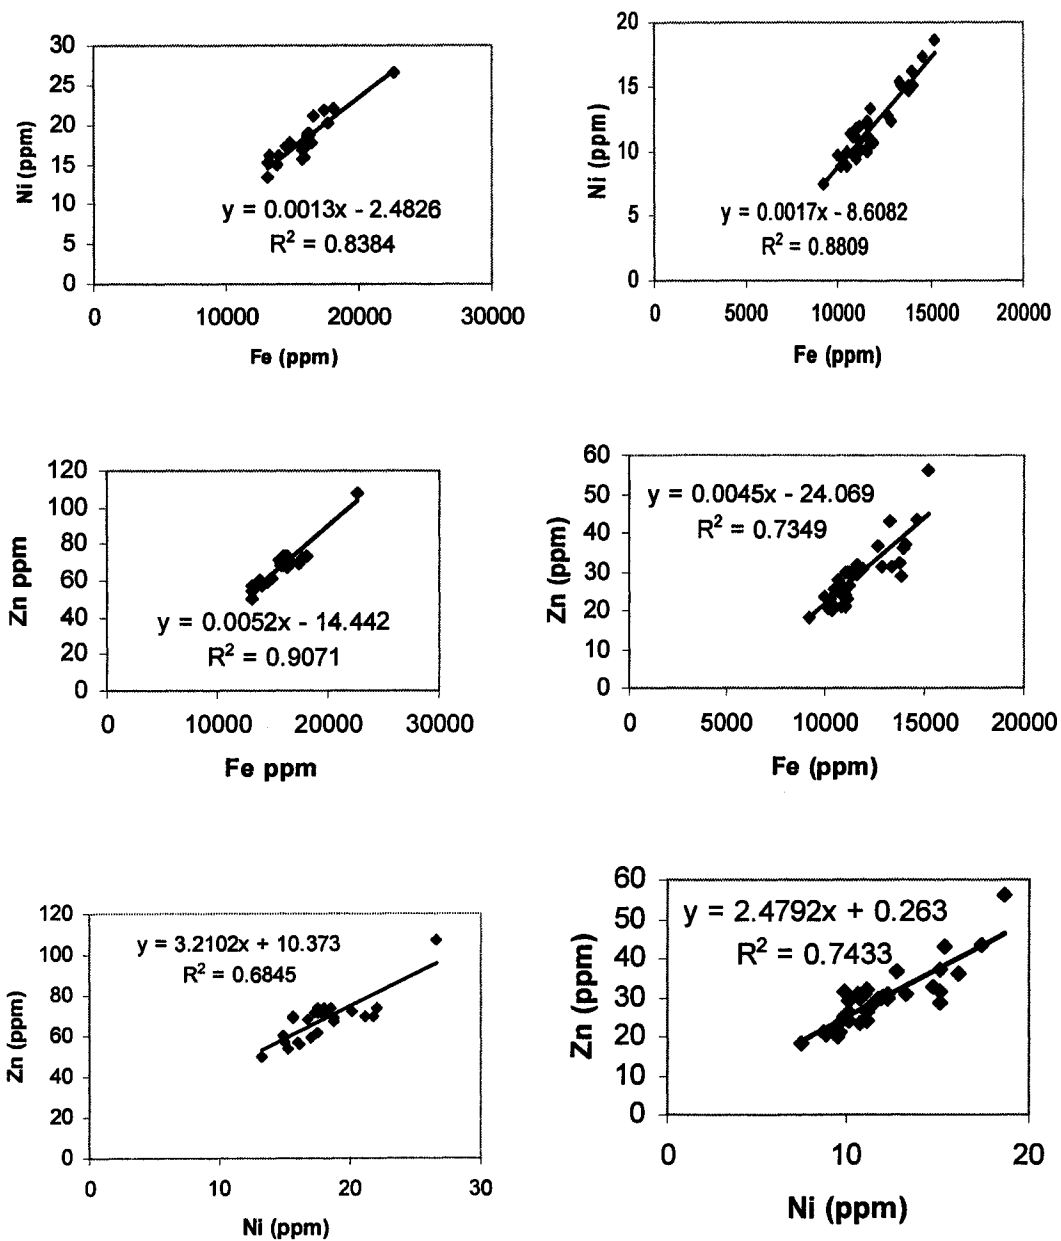 30
25
20
15
10
5
0
Ni (ppm)
y = 0.0013x - 2.4826
R² = 0.8384
0 10000 20000 30000
Fe (ppm)
20
15
10
5
0
Ni (ppm)
y = 0.0017x - 8.6082
R² = 0.8809
0 5000 10000 15000 20000
Fe (ppm)
120
100
80
60
40
20
0
Zn ppm
y = 0.0052x - 14.442
R² = 0.9071
0 10000 20000 30000
Fe ppm
60
50
40
30
20
10
0
Zn (ppm)
y = 0.0045x - 24.069
R² = 0.7349
0 5000 10000 15000 20000
Fe (ppm)
120
100
80
60
40
20
0
Zn (ppm)
y = 3.2102x + 10.373
R² = 0.6845
0 10 20 30
Ni (ppm)
60
50
40
30
20
10
0
Zn (ppm)
y = 2.4792x + 0.263
R² = 0.7433
0 10 20
Ni (ppm)